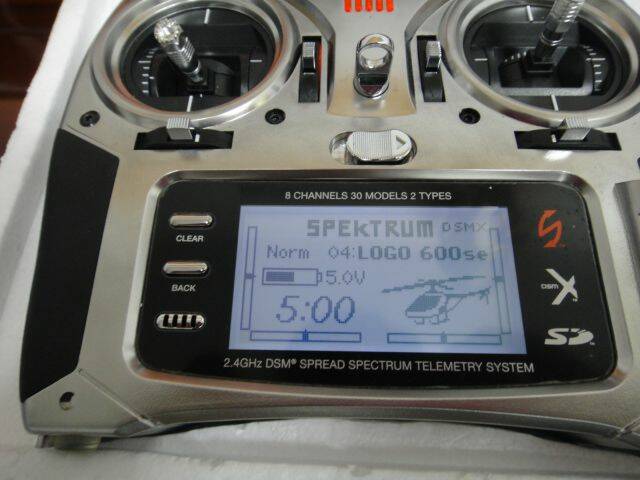 8 CHANNELS 30 MODELS 2 TYPES
SPEKTRUM DSMX
Norm 04:LOGO 600se
5.0V
5:00
CLEAR
BACK
DSM X
SD
2.4GHz DSM® SPREAD SPECTRUM TELEMETRY SYSTEM